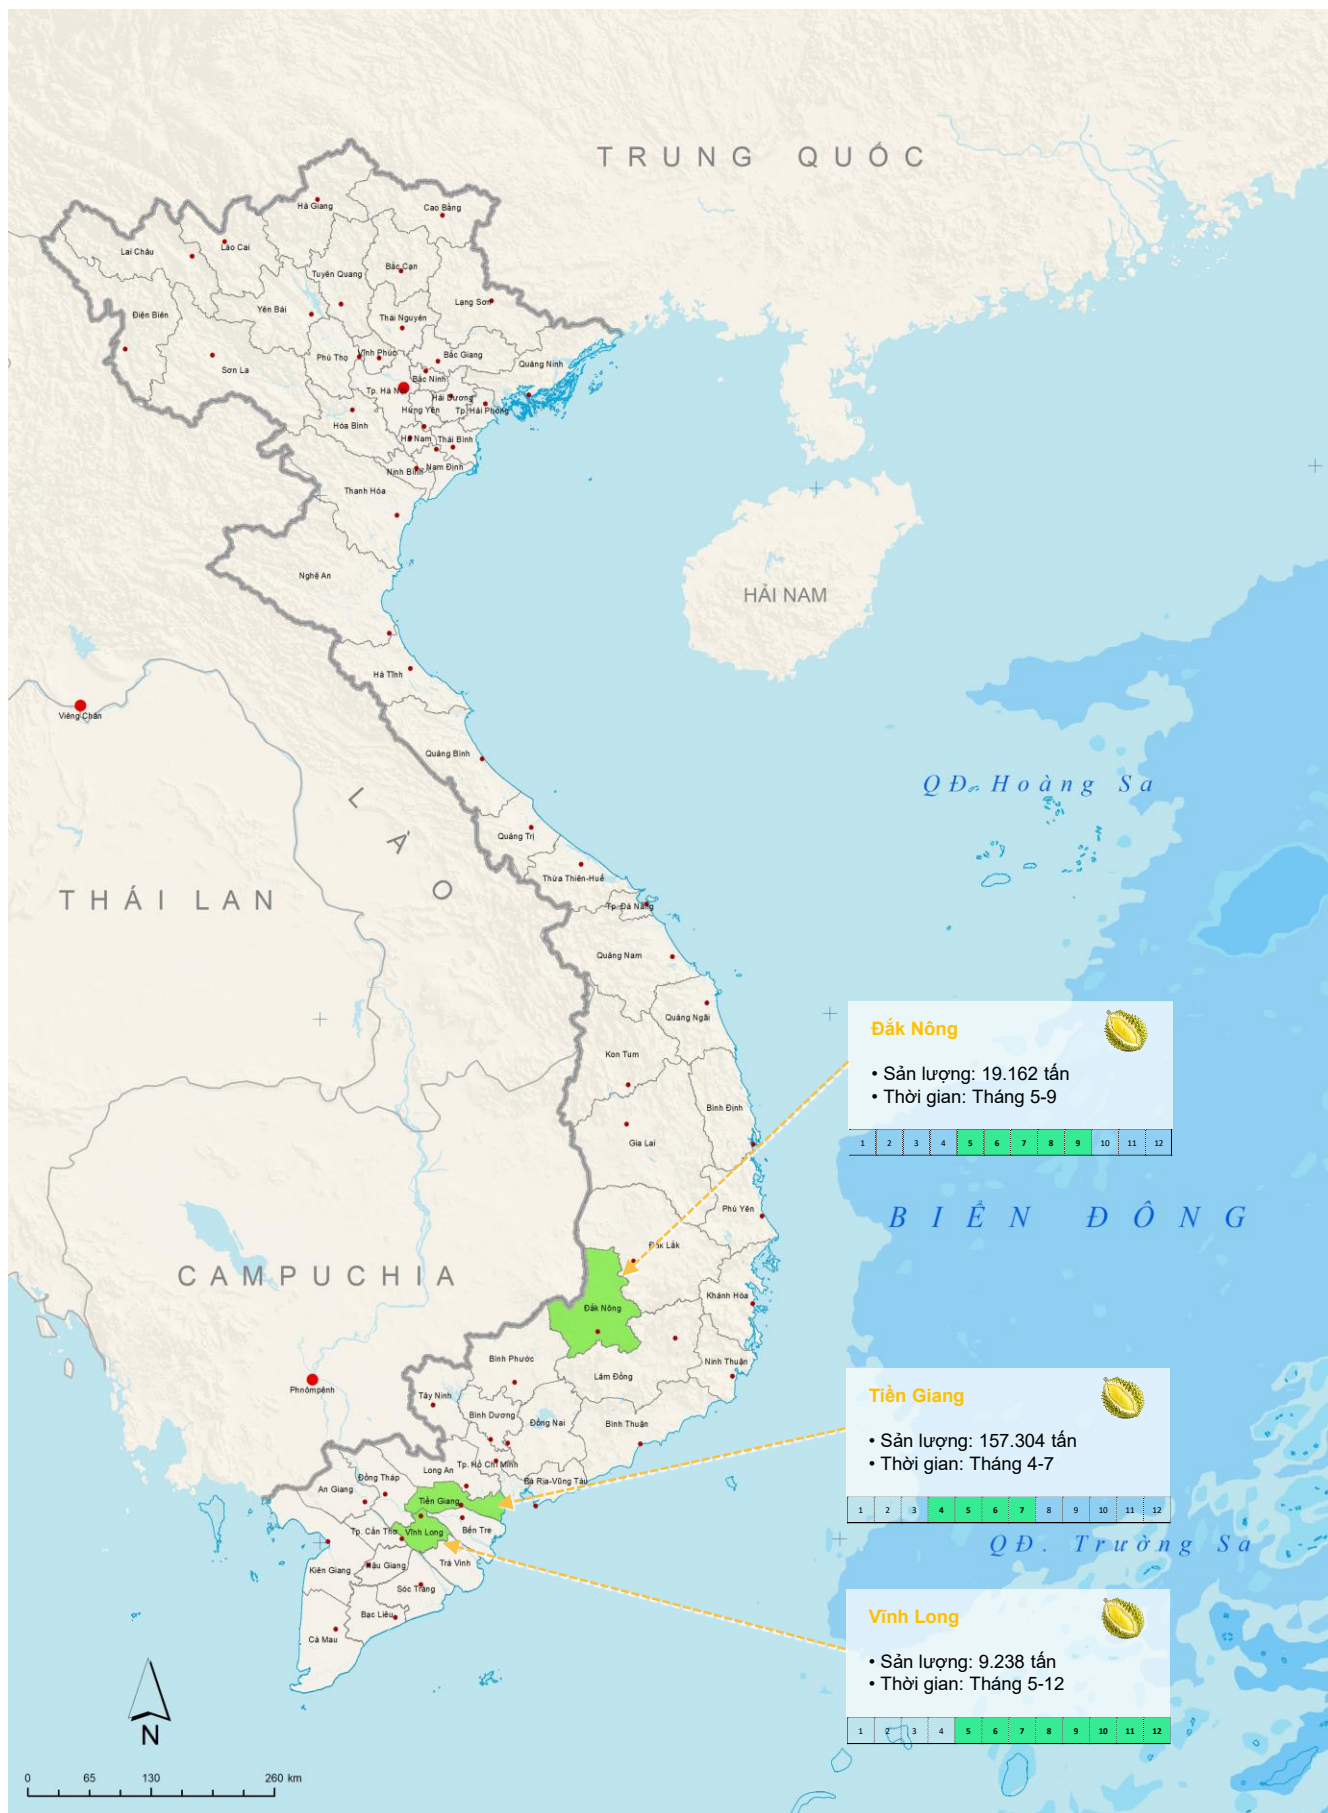 TRUNG QUỐC
Hà Giang
Cao Bằng
Lai Châu
Lào Cai
Tuyên Quang
Bắc Cạn
Điện Biên
Yên Bái
Lạng Sơn
Thái Nguyên
Sơn La
Phú Thọ
Vĩnh Phúc
Bắc Giang
Quảng Ninh
Bắc Ninh
Tp. Hà Nội
Hải Dương
Hưng Yên
Tp. Hải Phòng
Hòa Bình
Hà Nam
Thái Bình
Ninh Bình
Nam Định
Thanh Hóa
Nghệ An
HẢI NAM
Hà Tĩnh
Viêng Chăn
Quảng Bình
QĐ. Hoàng Sa
LÀO
Quảng Trị
Thừa Thiên-Huế
THÁI LAN
Tp. Đà Nẵng
Quảng Nam
Quảng Ngãi
Đắk Nông
• Sản lượng: 19.162 tấn
• Thời gian: Tháng 5-9
1 2 3 4 5 6 7 8 9 10 11 12
Kon Tum
Bình Định
Gia Lai
Phú Yên
BIỂN ĐÔNG
Đắk Lắk
CAMPUCHIA
Khánh Hòa
Đắk Nông
Bình Phước
Ninh Thuận
Lâm Đồng
Phnômpênh
Tây Ninh
Bình Dương
Đồng Nai
Bình Thuận
Tiền Giang
• Sản lượng: 157.304 tấn
• Thời gian: Tháng 4-7
1 2 3 4 5 6 7 8 9 10 11 12
Tp. Hồ Chí Minh
Long An
Đồng Tháp
Bà Rịa-Vũng Tàu
An Giang
Tiền Giang
Tp. Cần Thơ
Vĩnh Long
Bến Tre
QĐ. Trường Sa
Trà Vinh
Kiên Giang
Hậu Giang
Sóc Trăng
Bạc Liêu
Cà Mau
Vĩnh Long
• Sản lượng: 9.238 tấn
• Thời gian: Tháng 5-12
1 2 3 4 5 6 7 8 9 10 11 12
N
0 65 130 260 km